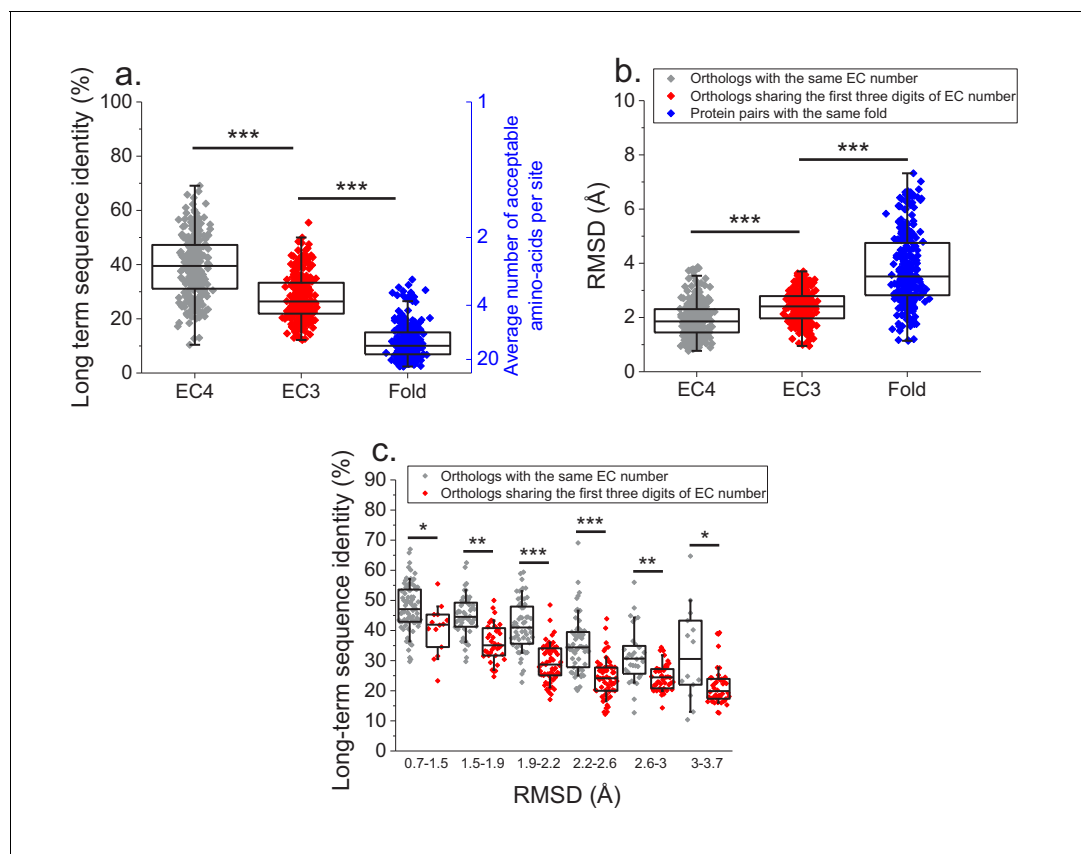 a.
Long term sequence identity (%)
100
80
60
40
20
0
***
***
EC4
EC3
Fold
1
2
4
20
Average number of acceptable
amino-acids per site
b.
Orthologs with the same EC number
Orthologs sharing the first three digits of EC number
Protein pairs with the same fold
RMSD (Å)
10
8
6
4
2
0
***
***
EC4
EC3
Fold
c.
Orthologs with the same EC number
Orthologs sharing the first three digits of EC number
Long-term sequence identity (%)
90
80
70
60
50
40
30
20
10
0
*
**
***
***
**
*
0.7-1.5
1.5-1.9
1.9-2.2
2.2-2.6
2.6-3
3-3.7
RMSD (Å)